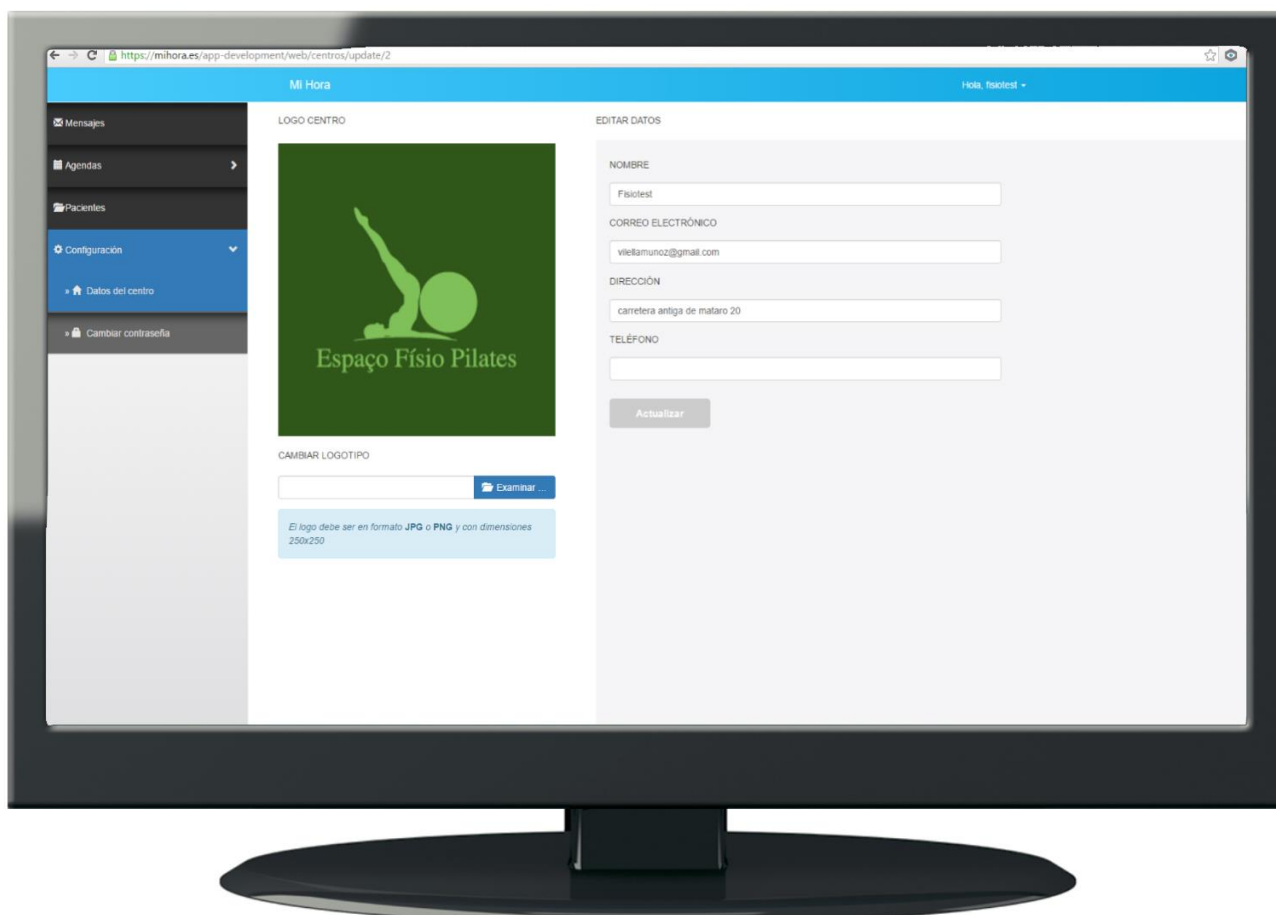 https://mihora.es/app-development/web/centros/update/2
Mi Hora
Hola, fisiotest
Mensajes
Agendas
Pacientes
Configuración
» Datos del centro
» Cambiar contraseña
LOGO CENTRO
Espaço Físio Pilates
CAMBIAR LOGOTIPO
Examinar ...
El logo debe ser en formato JPG o PNG y con dimensiones
250x250
EDITAR DATOS
NOMBRE
Fisiotest
CORREO ELECTRÓNICO
vilellamunoz@gmail.com
DIRECCIÓN
carretera antiga de mataro 20
TELÉFONO
Actualizar